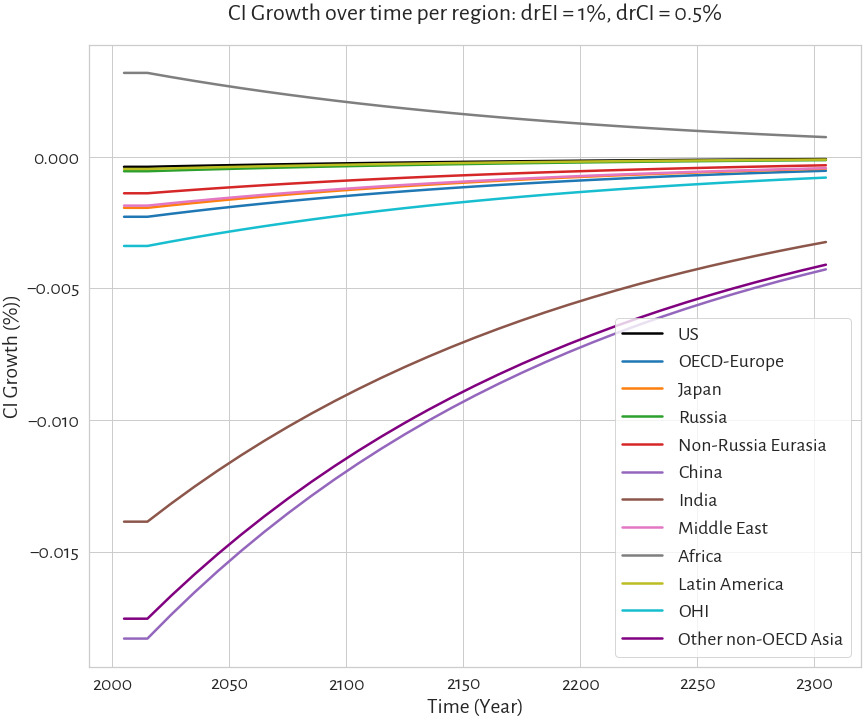 CI Growth over time per region: drEI = 1%, drCI = 0.5%
CI Growth (%))
0.000
−0.005
−0.010
−0.015
2000
2050
2100
2150
2200
2250
2300
Time (Year)
US
OECD-Europe
Japan
Russia
Non-Russia Eurasia
China
India
Middle East
Africa
Latin America
OHI
Other non-OECD Asia